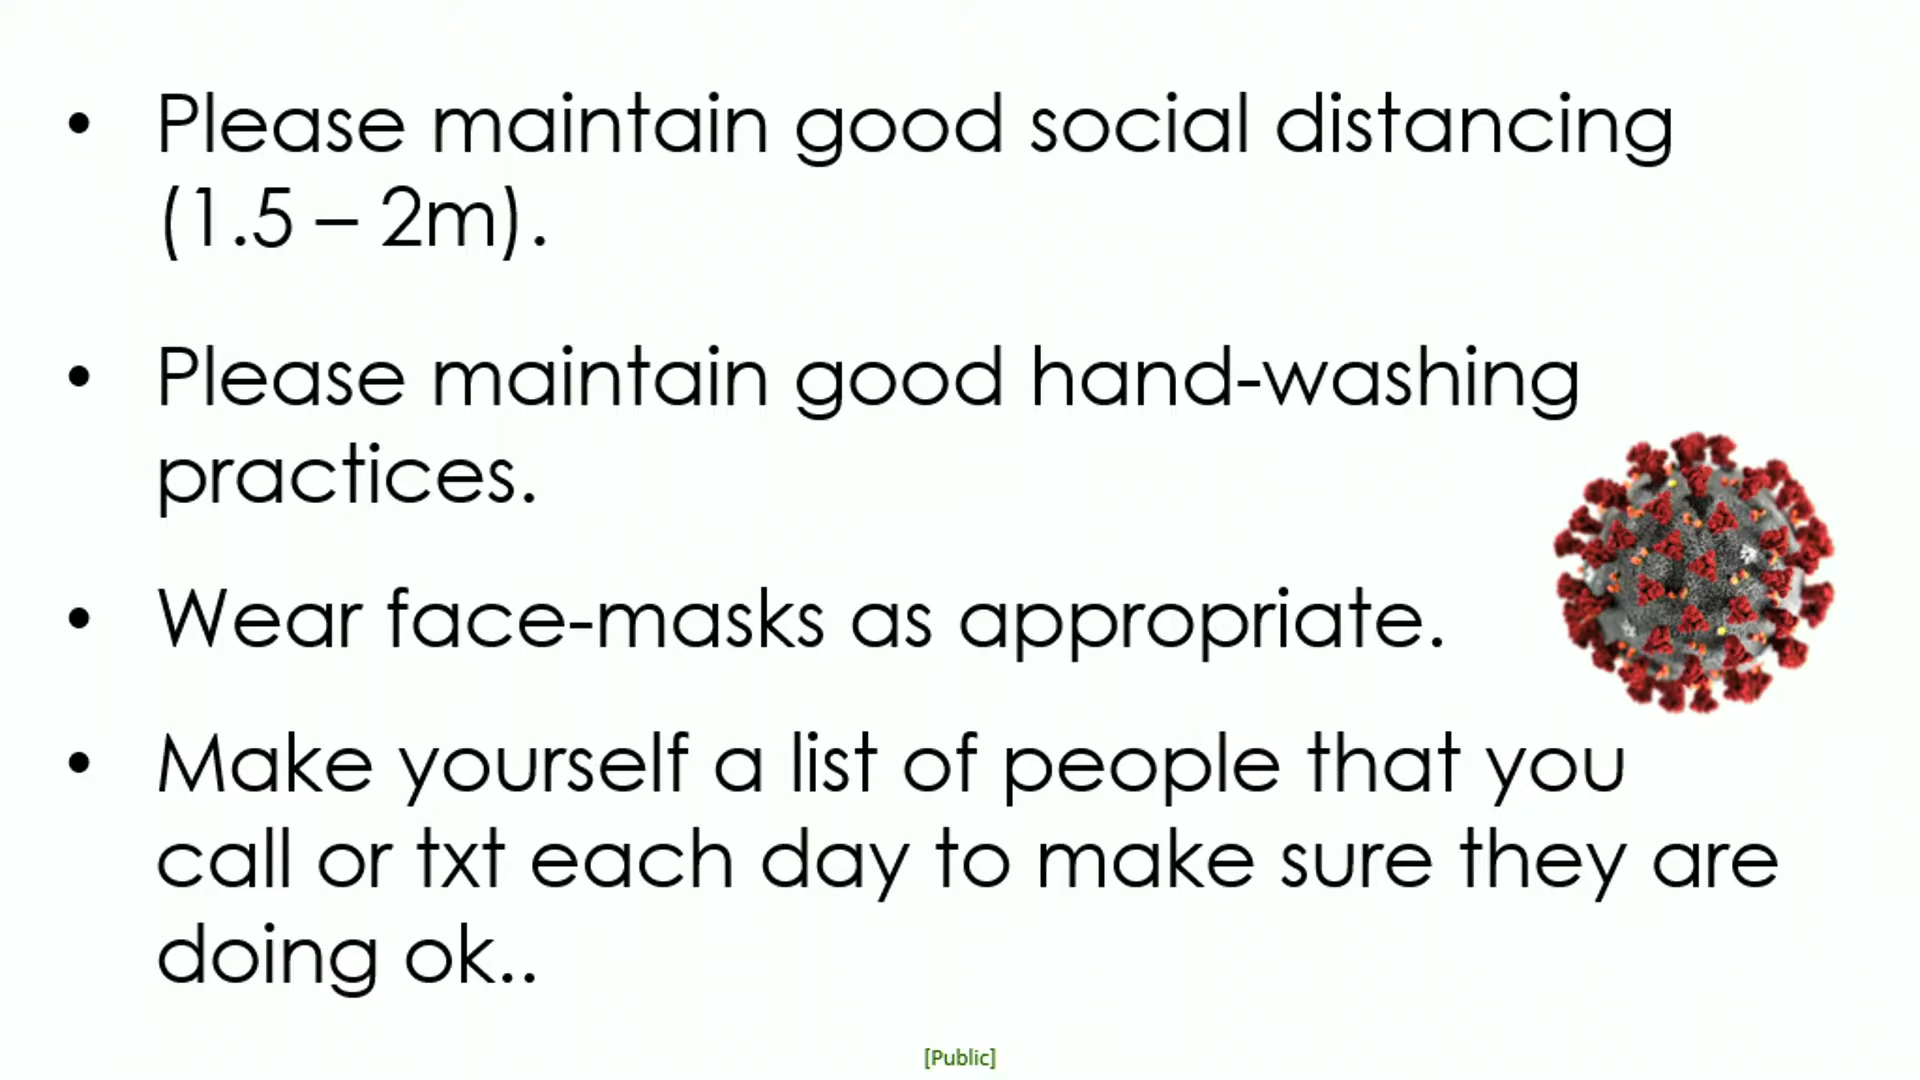 • Please maintain good social distancing
(1.5 – 2m).
• Please maintain good hand-washing
practices.
• Wear face-masks as appropriate.
• Make yourself a list of people that you
call or txt each day to make sure they are
doing ok..
[Public]